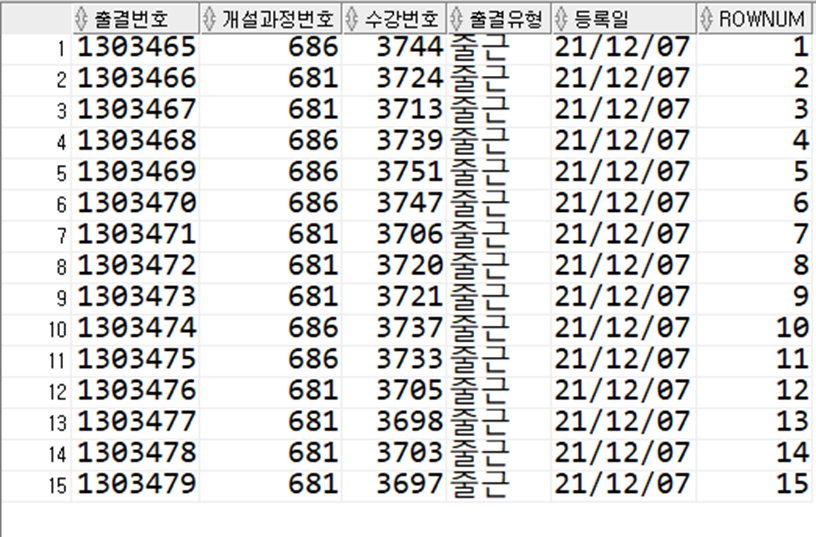 출결번호 개설과정번호 수강번호 출결유형 등록일 ROWNUM
1 1303465 686 3744 출근 21/12/07 1
2 1303466 681 3724 출근 21/12/07 2
3 1303467 681 3713 출근 21/12/07 3
4 1303468 686 3739 출근 21/12/07 4
5 1303469 686 3751 출근 21/12/07 5
6 1303470 686 3747 출근 21/12/07 6
7 1303471 681 3706 출근 21/12/07 7
8 1303472 681 3720 출근 21/12/07 8
9 1303473 681 3721 출근 21/12/07 9
10 1303474 686 3737 출근 21/12/07 10
11 1303475 686 3733 출근 21/12/07 11
12 1303476 681 3705 출근 21/12/07 12
13 1303477 681 3698 출근 21/12/07 13
14 1303478 681 3703 출근 21/12/07 14
15 1303479 681 3697 출근 21/12/07 15